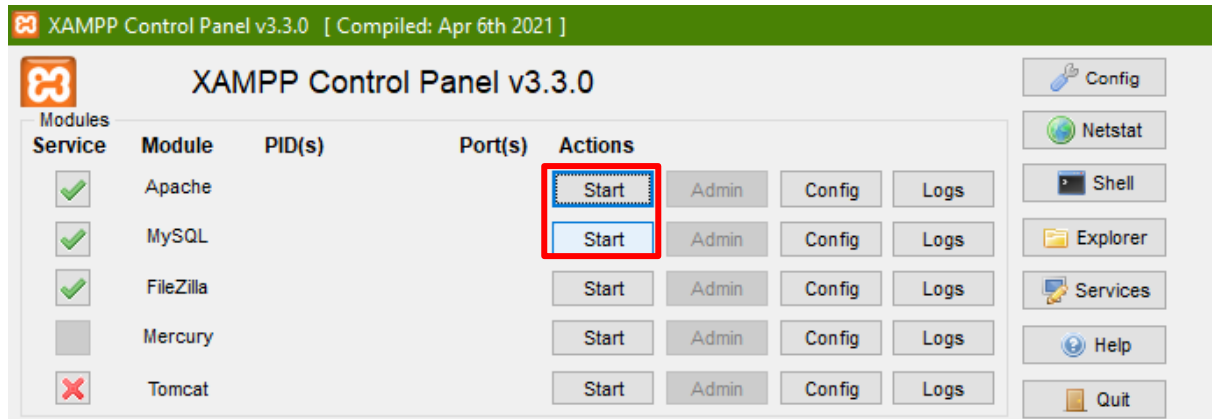 XAMPP Control Panel v3.3.0 [ Compiled: Apr 6th 2021 ]
XAMPP Control Panel v3.3.0
Config
Modules
Netstat
Service Module PID(s) Port(s) Actions
Apache Start Admin Config Logs
Shell
MySQL Start Admin Config Logs
Explorer
FileZilla Start Admin Config Logs
Services
Mercury Start Admin Config Logs
Help
Tomcat Start Admin Config Logs
Quit